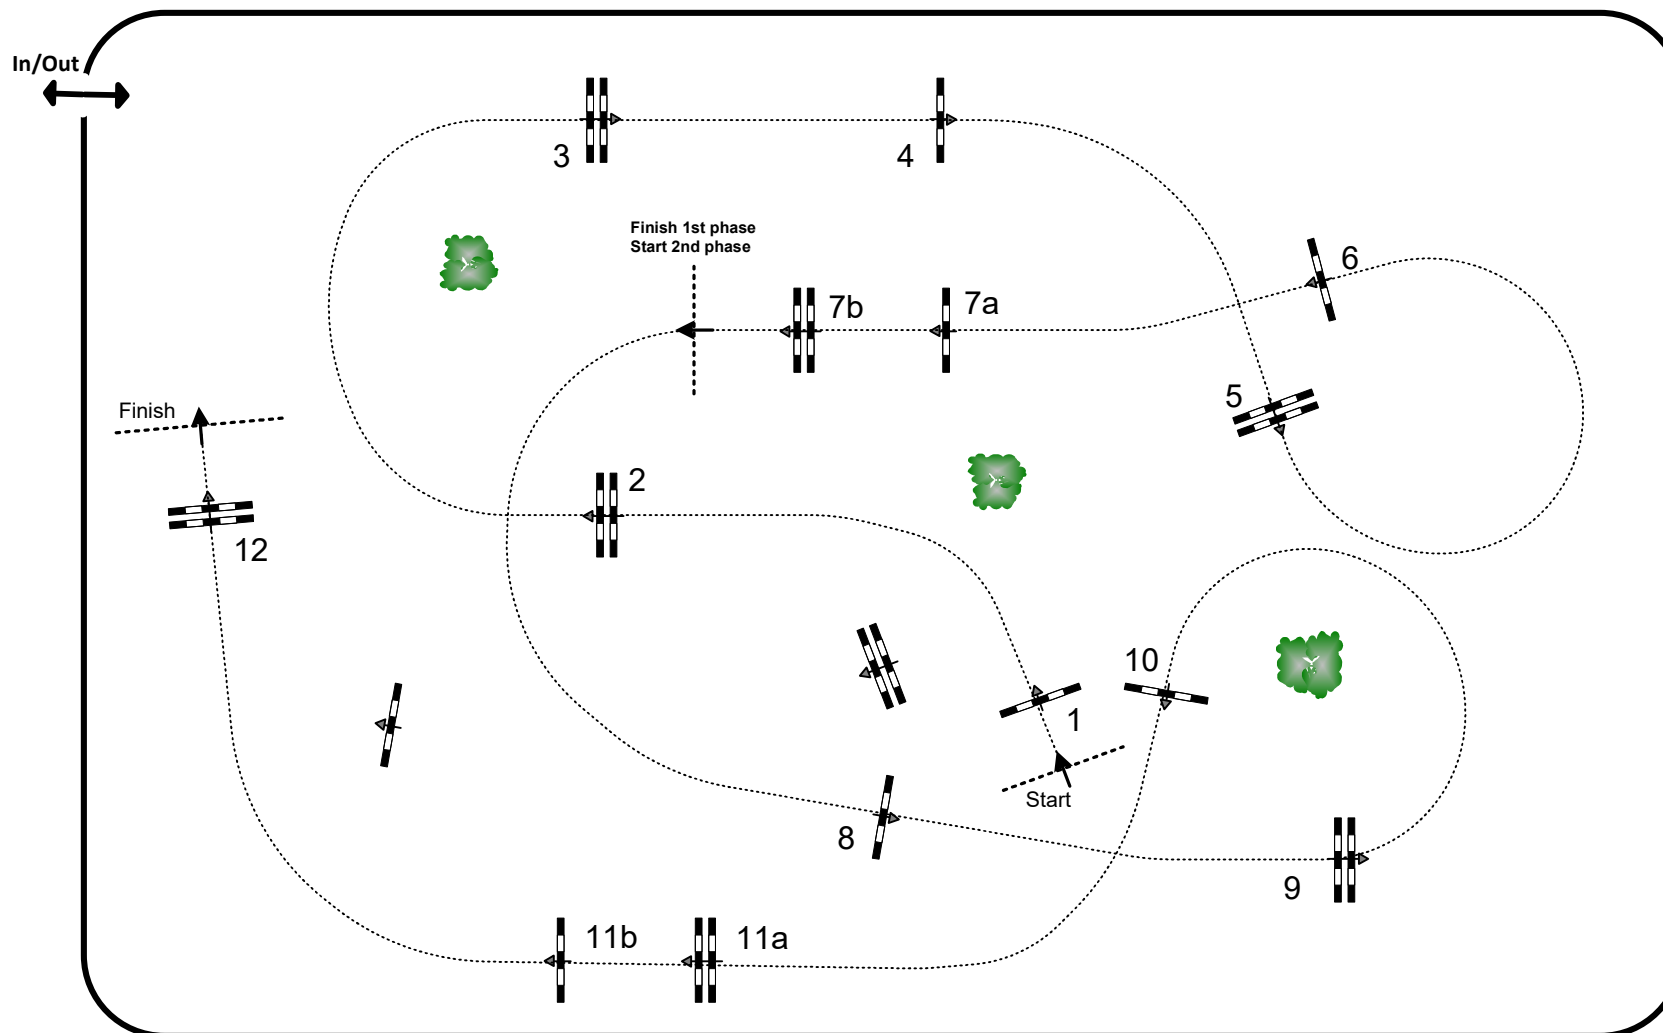 In/Out
3
4
Finish 1st phase
Start 2nd phase
6
7b
7a
5
Finish
2
12
10
1
Start
8
9
11b
11a